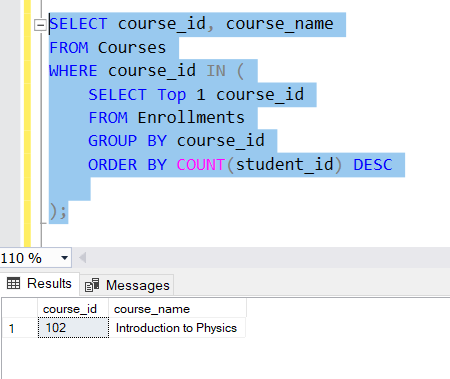 SELECT course_id, course_name
FROM Courses
WHERE course_id IN (
SELECT Top 1 course_id
FROM Enrollments
GROUP BY course_id
ORDER BY COUNT(student_id) DESC
);
110 %
Results Messages
course_id course_name
1 102 Introduction to Physics